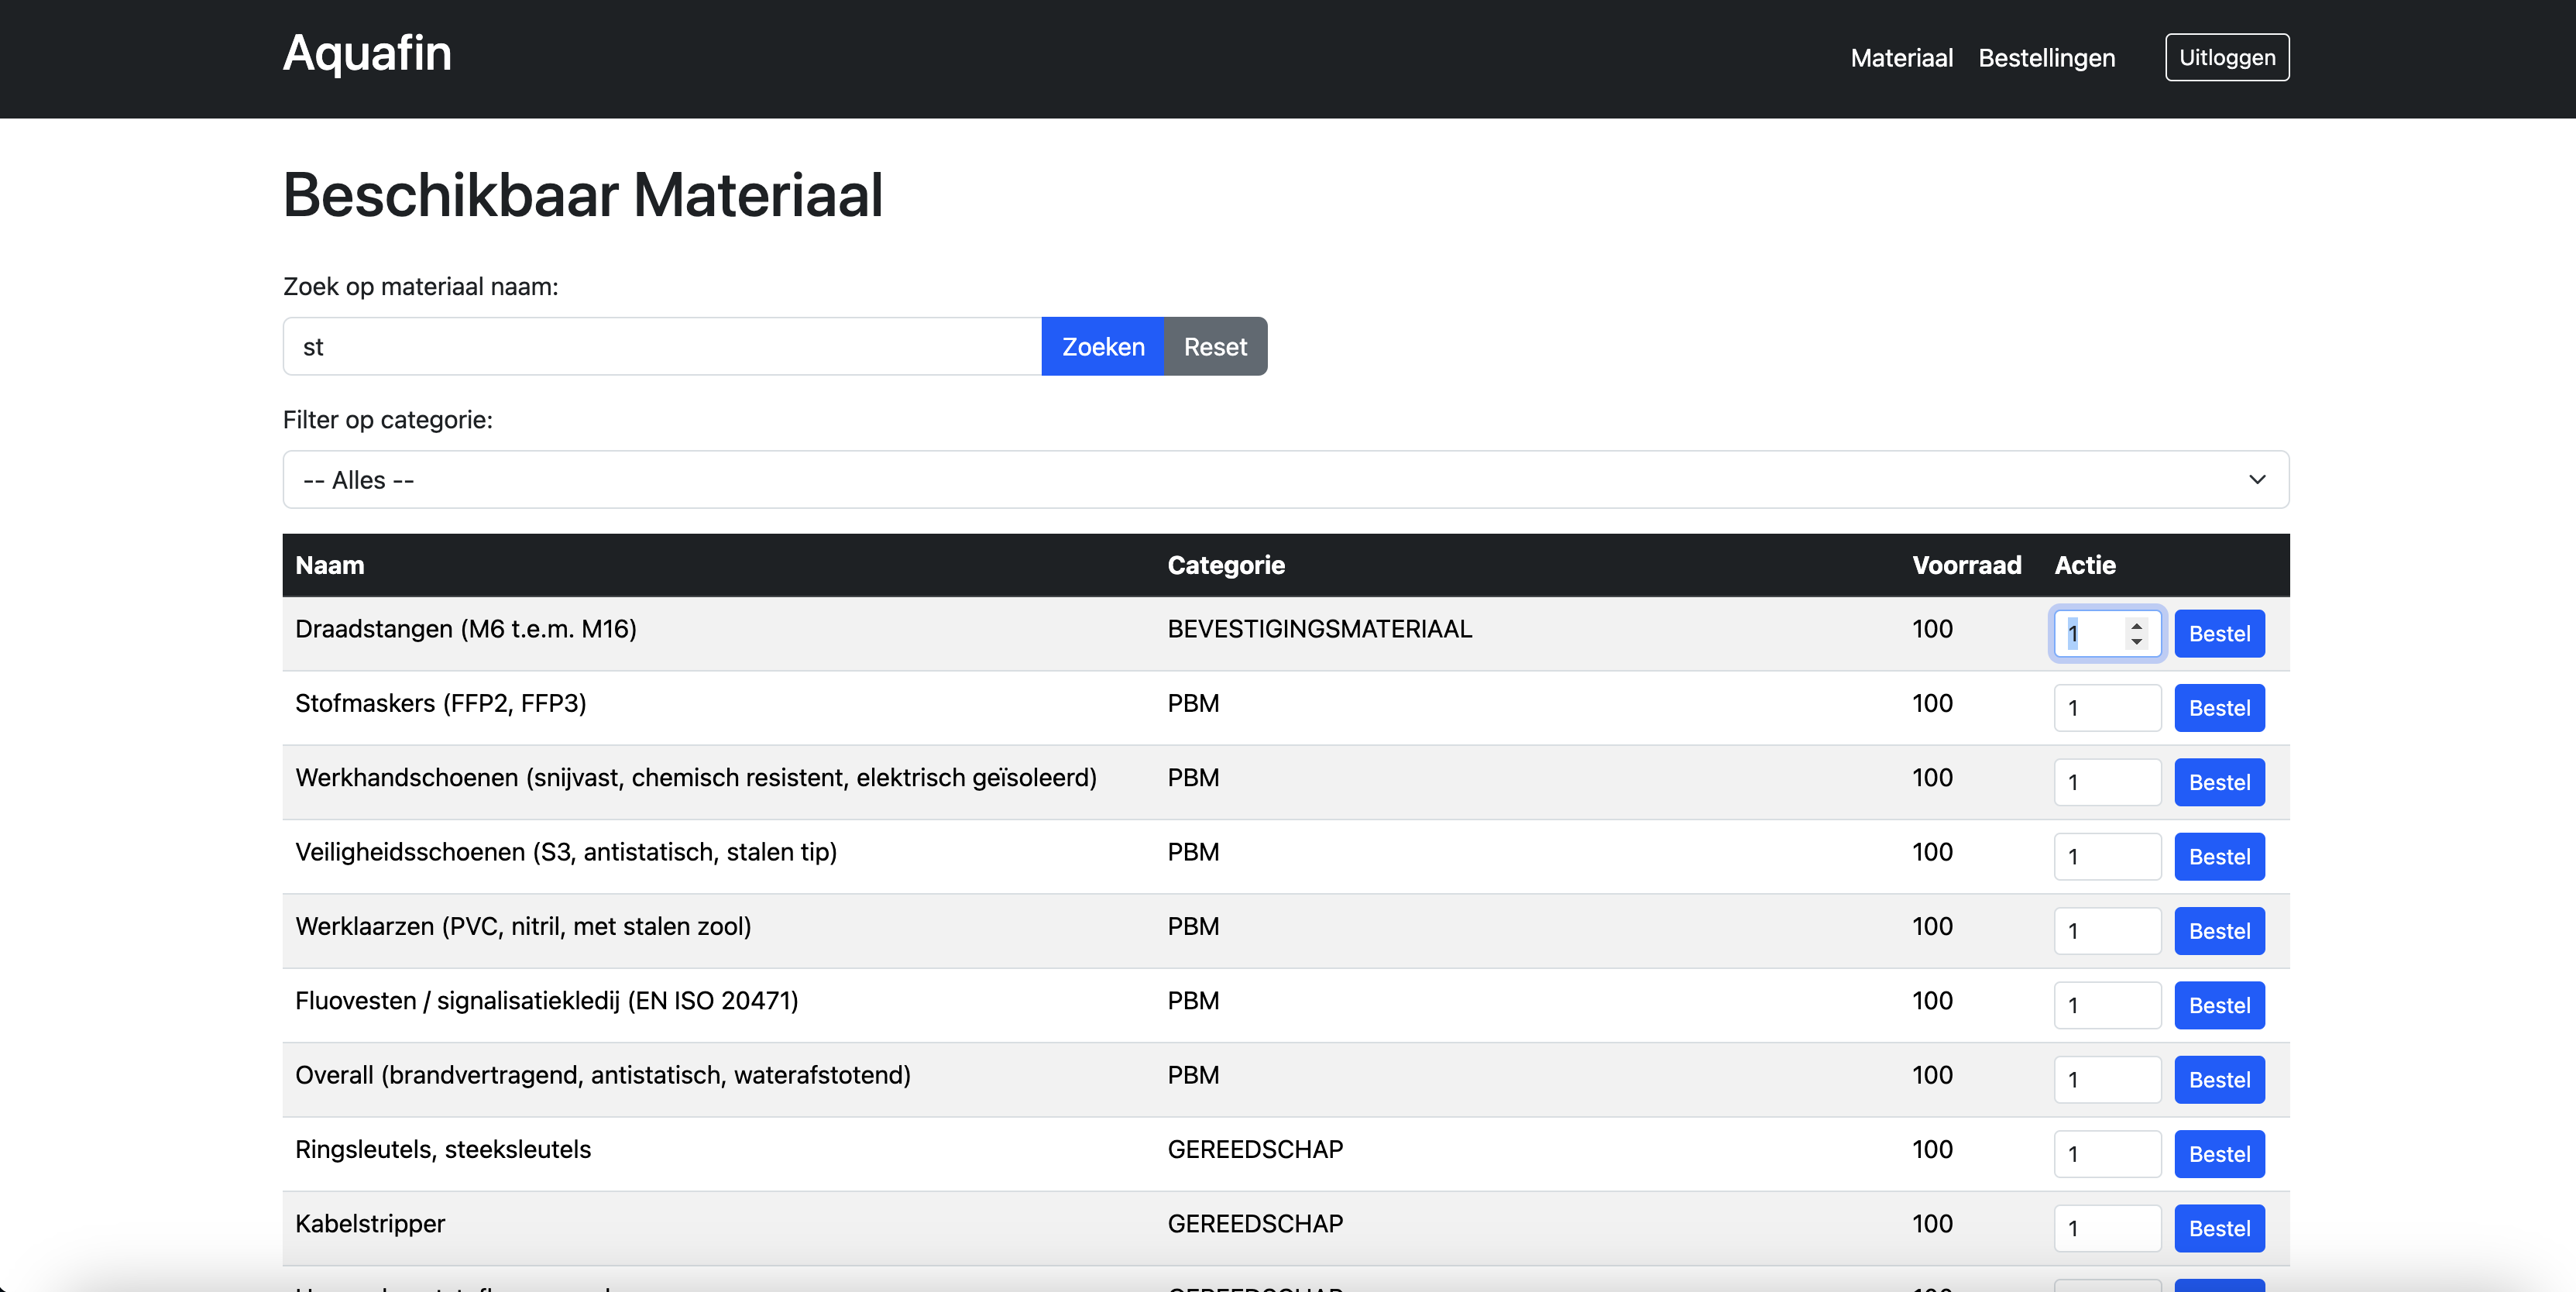 Aquafin
Materiaal Bestellingen Uitloggen
Beschikbaar Materiaal
Zoek op materiaal naam:
st Zoeken Reset
Filter op categorie:
-- Alles --
Naam Categorie Voorraad Actie
Draadstangen (M6 t.e.m. M16) BEVESTIGINGSMATERIAAL 100 1 Bestel
Stofmaskers (FFP2, FFP3) PBM 100 1 Bestel
Werkhandschoenen (snijvast, chemisch resistent, elektrisch geïsoleerd) PBM 100 1 Bestel
Veiligheidsschoenen (S3, antistatisch, stalen tip) PBM 100 1 Bestel
Werklaarzen (PVC, nitril, met stalen zool) PBM 100 1 Bestel
Fluovesten / signalisatiekledij (EN ISO 20471) PBM 100 1 Bestel
Overall (brandvertragend, antistatisch, waterafstotend) PBM 100 1 Bestel
Ringsleutels, steeksleutels GEREEDSCHAP 100 1 Bestel
Kabelstripper GEREEDSCHAP 100 1 Bestel
GEREEDSCHAP 100